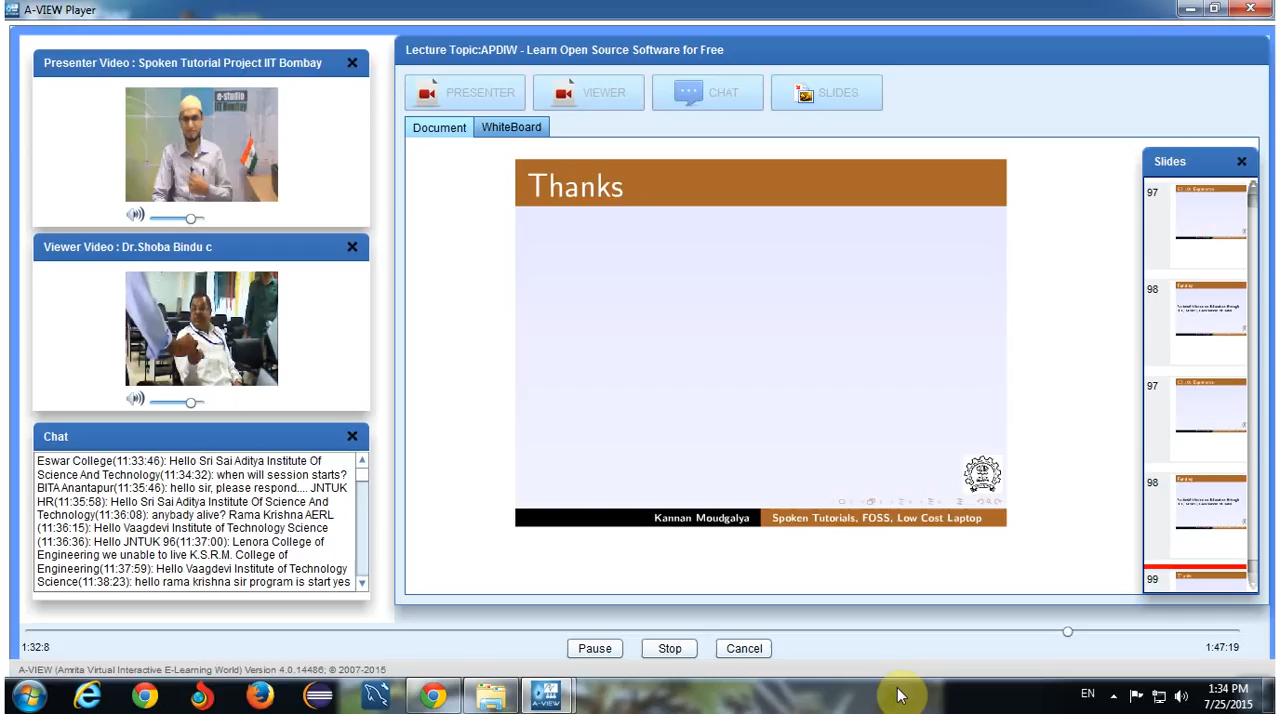 A-VIEW Player
Presenter Video : Spoken Tutorial Project IIT Bombay
e-studio
Viewer Video : Dr.Shoba Bindu c
Chat
Eswar College(11:33:46): Hello Sri Sai Aditya Institute Of
Science And Technology(11:34:32): when will session starts?
BITA Anantapur(11:35:46): hello sir, please respond.... JNTUK
HR(11:35:58): Hello Sri Sai Aditya Institute Of Science And
Technology(11:36:08): anybady alive? Rama Krishna AERL
(11:36:15): Hello Vaagdevi Institute of Technology Science
(11:36:36): Hello JNTUK 96(11:37:00): Lenora College of
Engineering we unable to live K.S.R.M. College of
Engineering(11:37:59): Hello Vaagdevi Institute of Technology
Science(11:38:23): hello rama krishna sir program is start yes
Lecture Topic:APDIW - Learn Open Source Software for Free
PRESENTER
VIEWER
CHAT
SLIDES
Document
WhiteBoard
Thanks
Kannan Moudgalya
Spoken Tutorials, FOSS, Low Cost Laptop
Slides
97
98
Funding
97
98
Funding
99
Thanks
1:32:8
Pause
Stop
Cancel
1:47:19
A-VIEW (Amrita Virtual Interactive E-Learning World) Version 4.0.14486; © 2007-2015
A-VIEW
EN
1:34 PM
7/25/2015